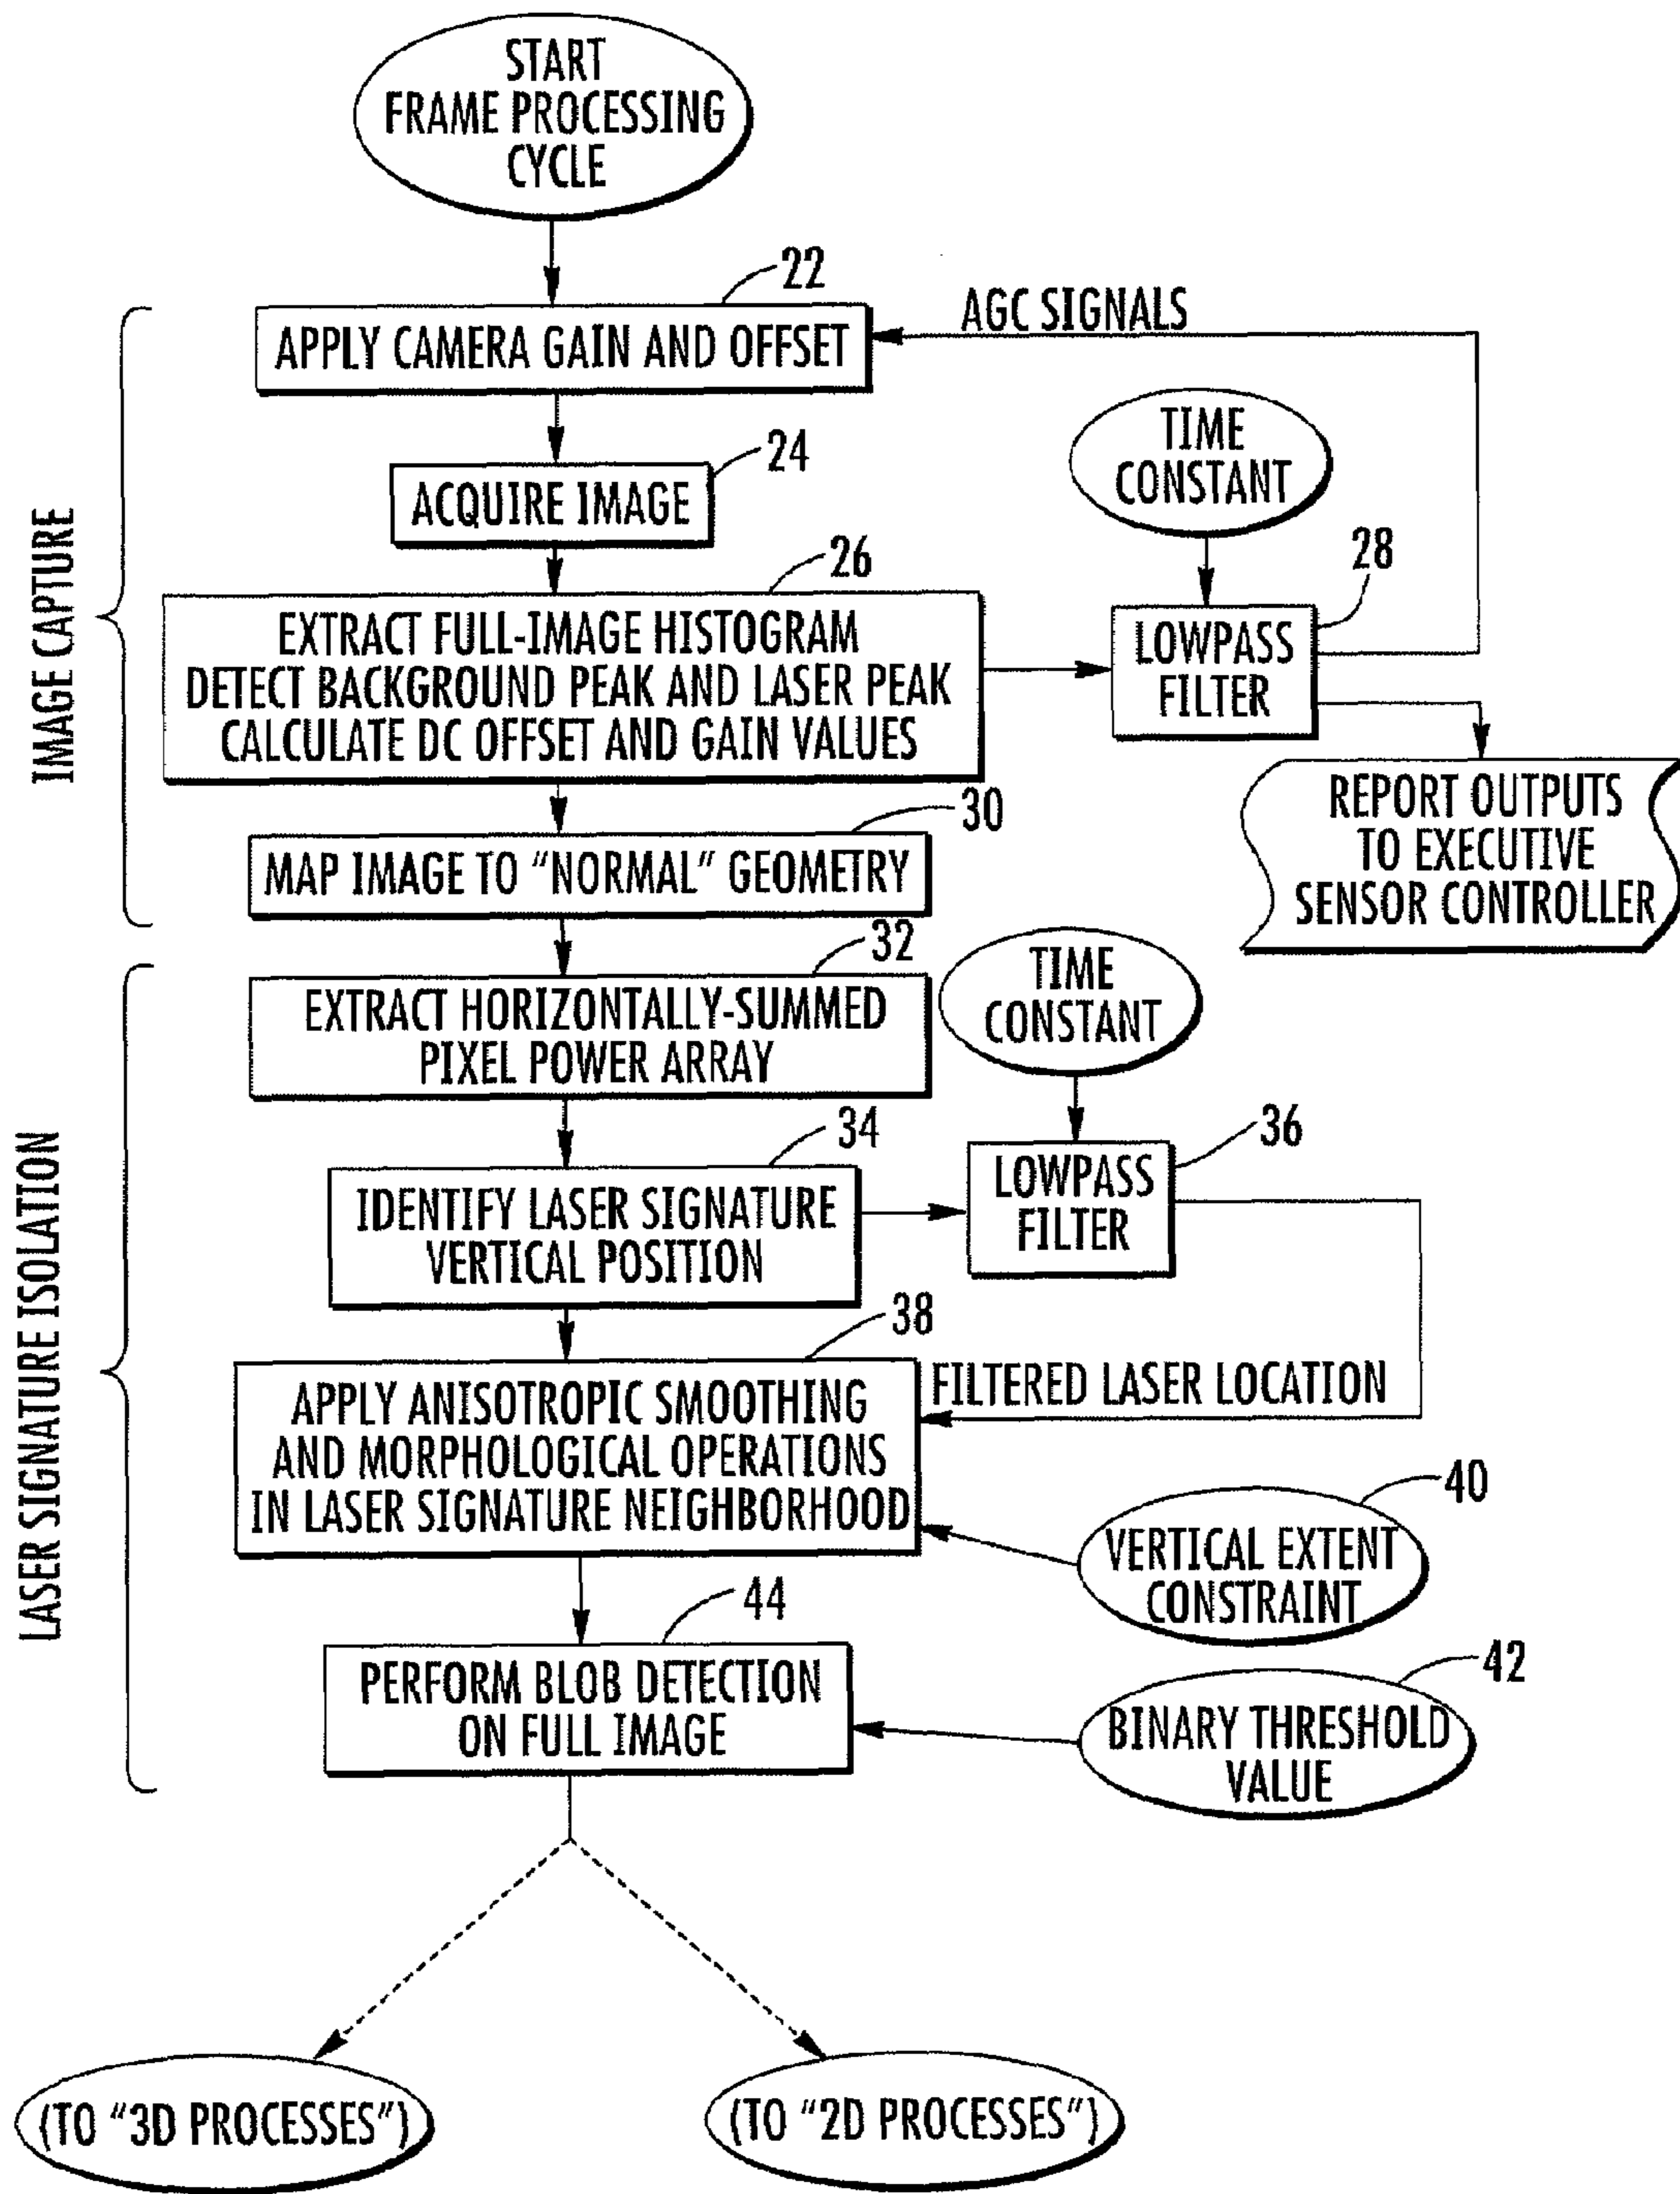 START
FRAME PROCESSING
CYCLE
22
APPLY CAMERA GAIN AND OFFSET
AGC SIGNALS
24
ACQUIRE IMAGE
TIME
CONSTANT
26
EXTRACT FULL-IMAGE HISTOGRAM
DETECT BACKGROUND PEAK AND LASER PEAK
CALCULATE DC OFFSET AND GAIN VALUES
28
LOWPASS
FILTER
REPORT OUTPUTS
TO EXECUTIVE
SENSOR CONTROLLER
30
MAP IMAGE TO “NORMAL” GEOMETRY
IMAGE CAPTURE
32
EXTRACT HORIZONTALLY-SUMMED
PIXEL POWER ARRAY
TIME
CONSTANT
34
IDENTIFY LASER SIGNATURE
VERTICAL POSITION
36
LOWPASS
FILTER
38
APPLY ANISOTROPIC SMOOTHING
AND MORPHOLOGICAL OPERATIONS
IN LASER SIGNATURE NEIGHBORHOOD
FILTERED LASER LOCATION
40
VERTICAL EXTENT
CONSTRAINT
44
PERFORM BLOB DETECTION
ON FULL IMAGE
42
BINARY THRESHOLD
VALUE
LASER SIGNATURE ISOLATION
(TO “3D PROCESSES”)
(TO “2D PROCESSES”)